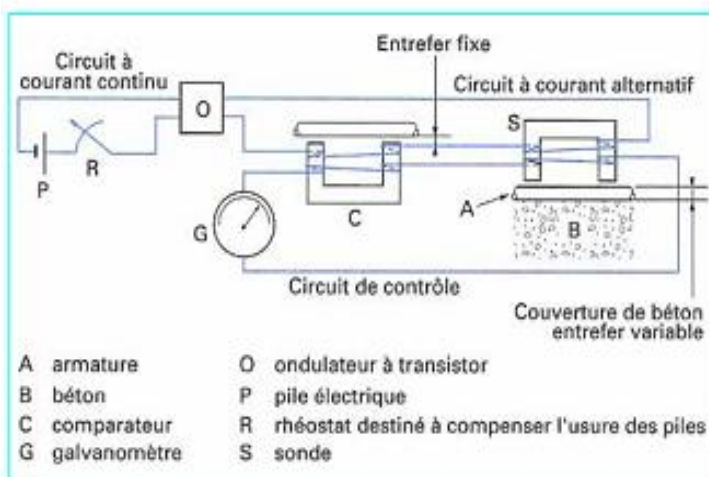 Entrefer fixe
Circuit à
courant continu
Circuit à courant alternatif
O
S
P
R
C
A
B
G
Circuit de contrôle
Couverture de béton
entrefer variable
A armature
B béton
C comparateur
G galvanomètre
O ondulateur à transistor
P pile électrique
R rhéostat destiné à compenser l'usure des piles
S sonde